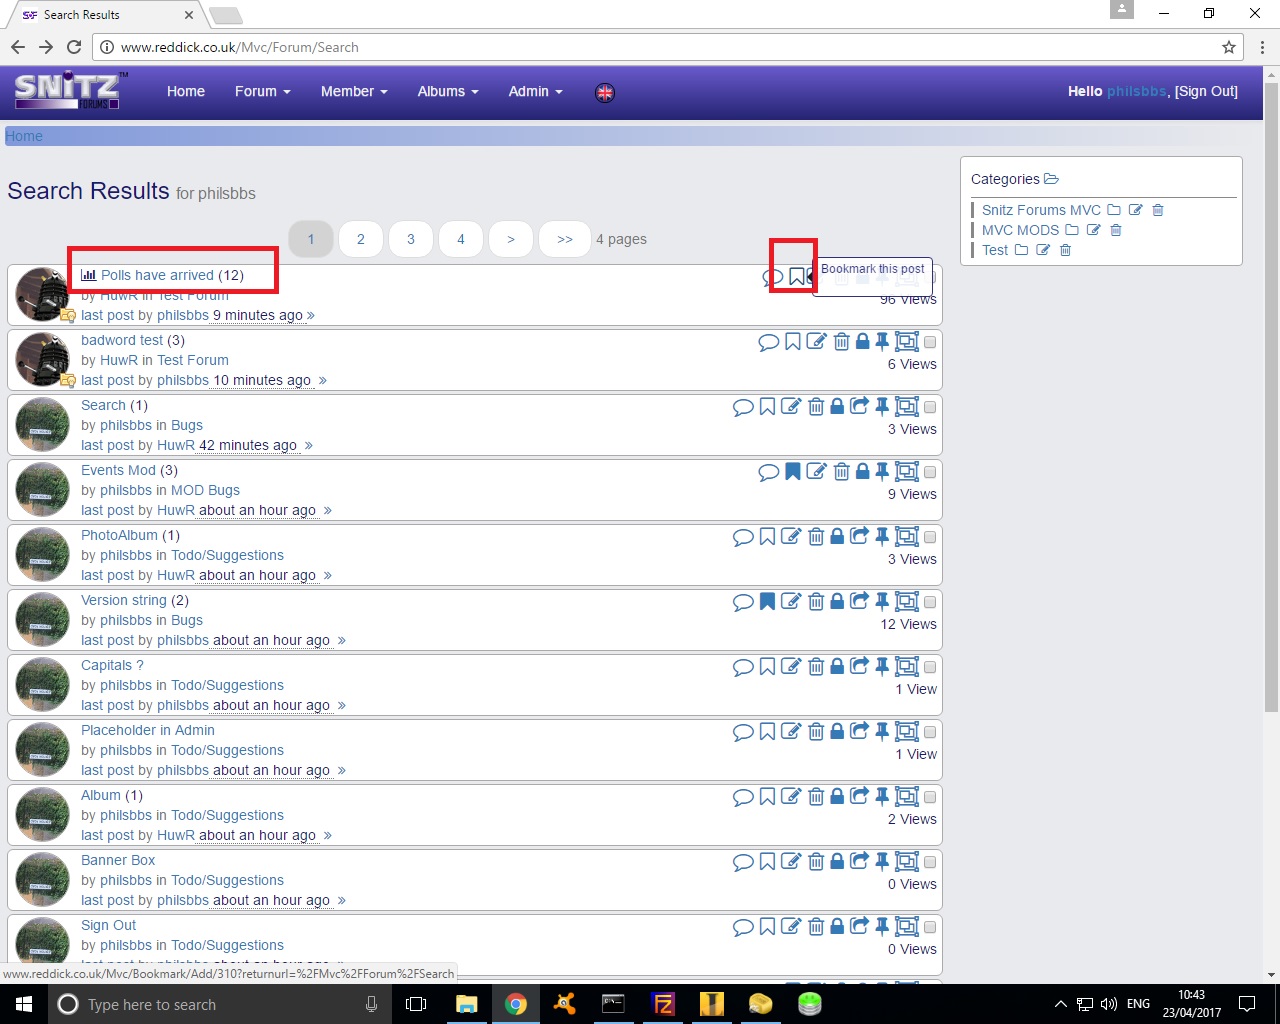 Search Results
www.reddick.co.uk/Mvc/Forum/Search
SNiTZ™
FORUMS
Home Forum Member Albums Admin
Hello philsbbs, [Sign Out]
Home
Search Results for philsbbs
1 2 3 4 > >> 4 pages
Categories
Snitz Forums MVC
MVC MODS
Test
Polls have arrived (12)
Bookmark this post
by HuwR in Test Forum
96 Views
last post by philsbbs 9 minutes ago »
badword test (3)
by HuwR in Test Forum
6 Views
last post by philsbbs 10 minutes ago »
Search (1)
by philsbbs in Bugs
3 Views
last post by HuwR 42 minutes ago »
Events Mod (3)
by philsbbs in MOD Bugs
9 Views
last post by HuwR about an hour ago »
PhotoAlbum (1)
by philsbbs in Todo/Suggestions
3 Views
last post by HuwR about an hour ago »
Version string (2)
by philsbbs in Bugs
12 Views
last post by philsbbs about an hour ago »
Capitals ?
by philsbbs in Todo/Suggestions
1 View
last post by philsbbs about an hour ago »
Placeholder in Admin
by philsbbs in Todo/Suggestions
1 View
last post by philsbbs about an hour ago »
Album (1)
by philsbbs in Todo/Suggestions
2 Views
last post by HuwR about an hour ago »
Banner Box
by philsbbs in Todo/Suggestions
0 Views
last post by philsbbs about an hour ago »
Sign Out
by philsbbs in Todo/Suggestions
0 Views
www.reddick.co.uk/Mvc/Bookmark/Add/310?returnurl=%2FMvc%2FForum%2FSearch
Type here to search
ENG
10:43
23/04/2017